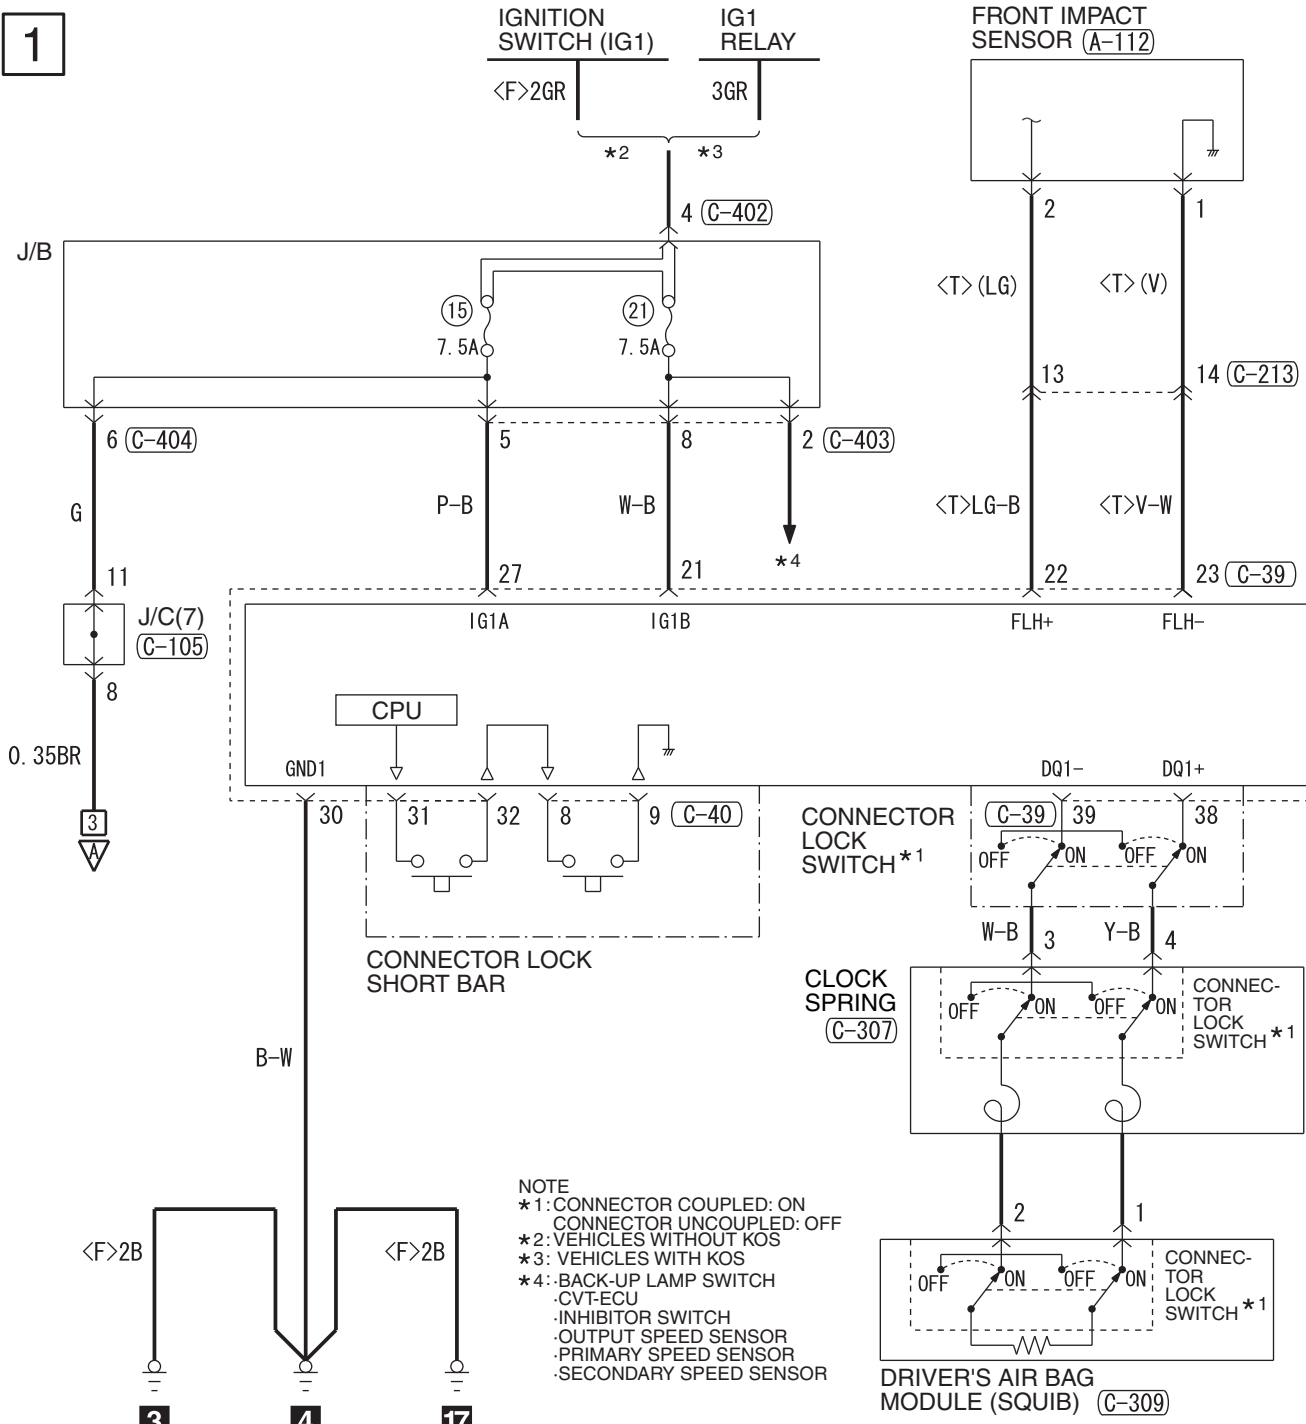 1
IGNITION
SWITCH (IG1)
IG1
RELAY
FRONT IMPACT
SENSOR A-112
<F>2GR
3GR
*2
*3
2
1
4 C-402
J/B
15
7.5A
21
7.5A
<T>(LG)
<T>(V)
13
14 C-213
6 C-404
5
8
2 C-403
G
P-B
W-B
*4
<T>LG-B
<T>V-W
11
27
21
22
23 C-39
J/C(7)
C-105
IG1A
IG1B
FLH+
FLH-
8
0.35BR
3
A
CPU
GND1
DQ1-
DQ1+
30
31
32
8
9 C-40
CONNECTOR
LOCK
SWITCH*1
C-39 39
38
OFF
ON
OFF
ON
CONNECTOR LOCK
SHORT BAR
W-B
3
Y-B
4
CLOCK
SPRING
C-307
OFF
ON
OFF
ON
CONNEC-
TOR
LOCK
SWITCH*1
B-W
2
1
<F>2B
<F>2B
NOTE
*1:CONNECTOR COUPLED: ON
CONNECTOR UNCOUPLED: OFF
*2:VEHICLES WITHOUT KOS
*3: VEHICLES WITH KOS
*4:·BACK-UP LAMP SWITCH
·CVT-ECU
·INHIBITOR SWITCH
·OUTPUT SPEED SENSOR
·PRIMARY SPEED SENSOR
·SECONDARY SPEED SENSOR
OFF
ON
OFF
ON
CONNEC-
TOR
LOCK
SWITCH*1
DRIVER'S AIR BAG
MODULE (SQUIB) C-309
3
4
17